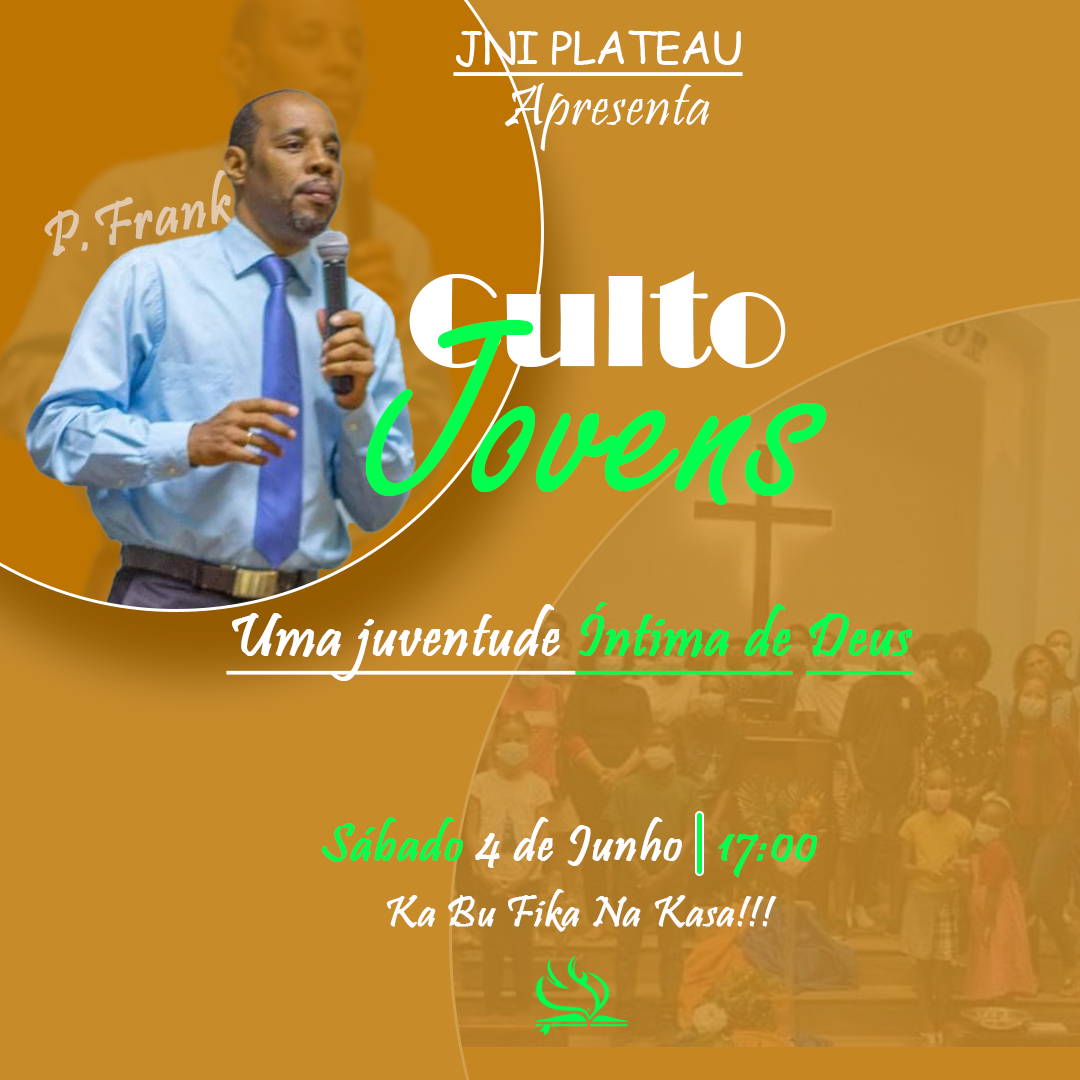 JNI PLATEAU
Apresenta
P. Frank
Culto
Jovens
Uma juventude Íntima de Deus
Sábado 4 de Junho | 17:00
Ka Bu Fika Na Kasa!!!